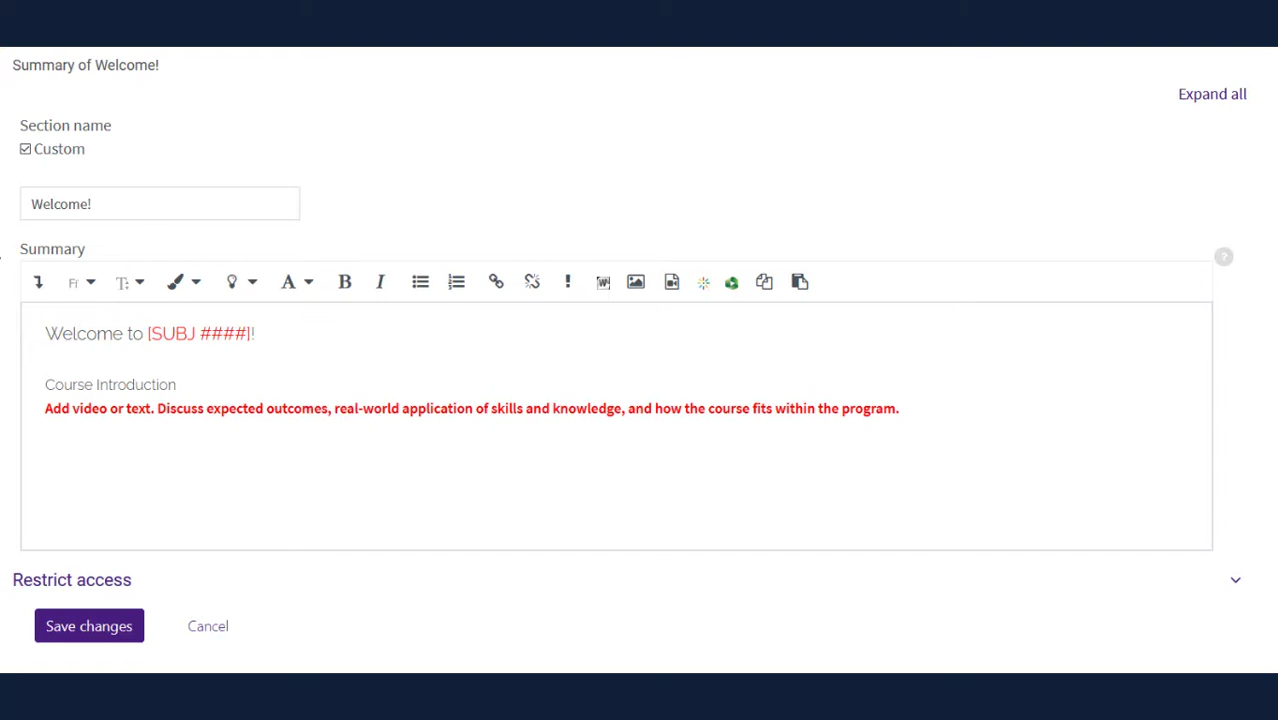 Summary of Welcome!
Expand all
Section name
Custom
Welcome!
Summary
?
Fr T: A B I W
Welcome to [SUBJ ####]!
Course Introduction
Add video or text. Discuss expected outcomes, real-world application of skills and knowledge, and how the course fits within the program.
Restrict access
Save changes Cancel